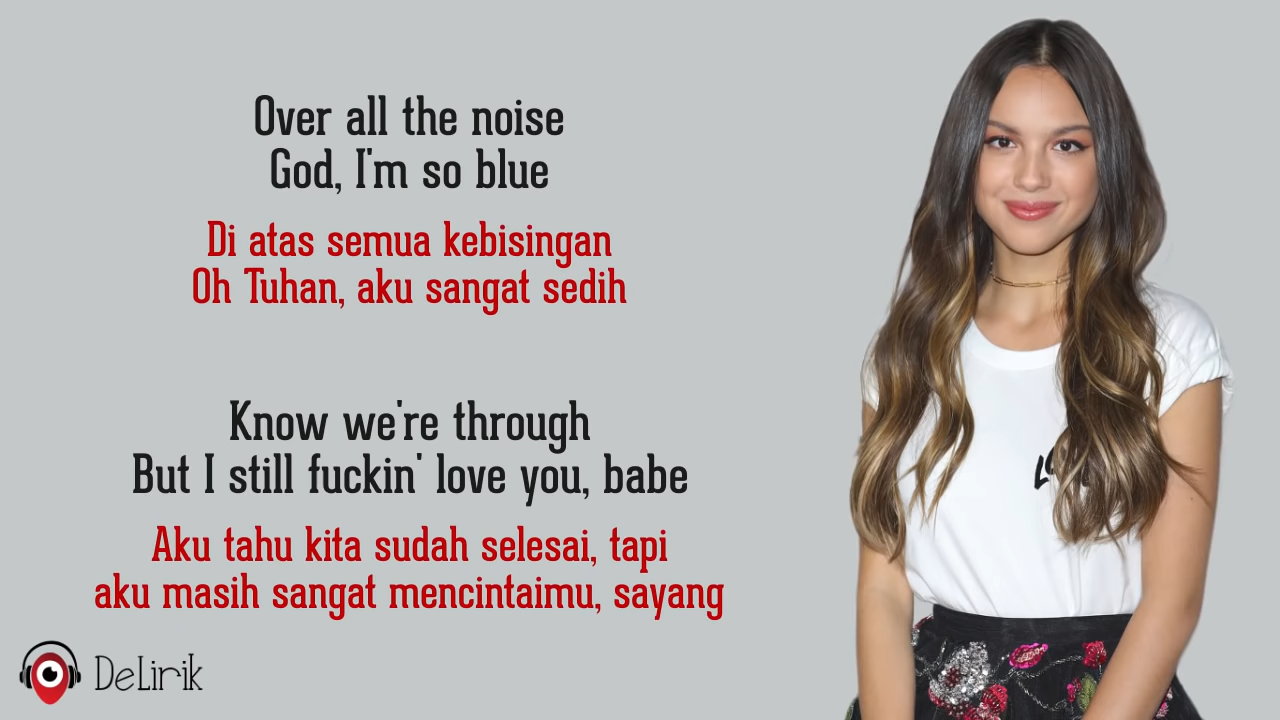 Over all the noise
God, I'm so blue
Di atas semua kebisingan
Oh Tuhan, aku sangat sedih
Know we're through
But I still fuckin' love you, babe
Aku tahu kita sudah selesai, tapi
aku masih sangat mencintaimu, sayang
DeLirik